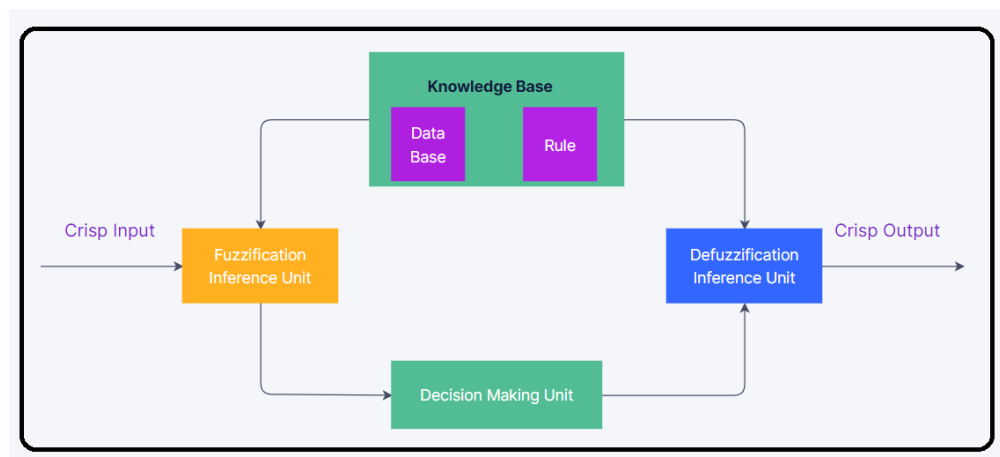 Knowledge Base
Data
Base
Rule
Crisp Input
Fuzzification
Inference Unit
Defuzzification
Inference Unit
Crisp Output
Decision Making Unit